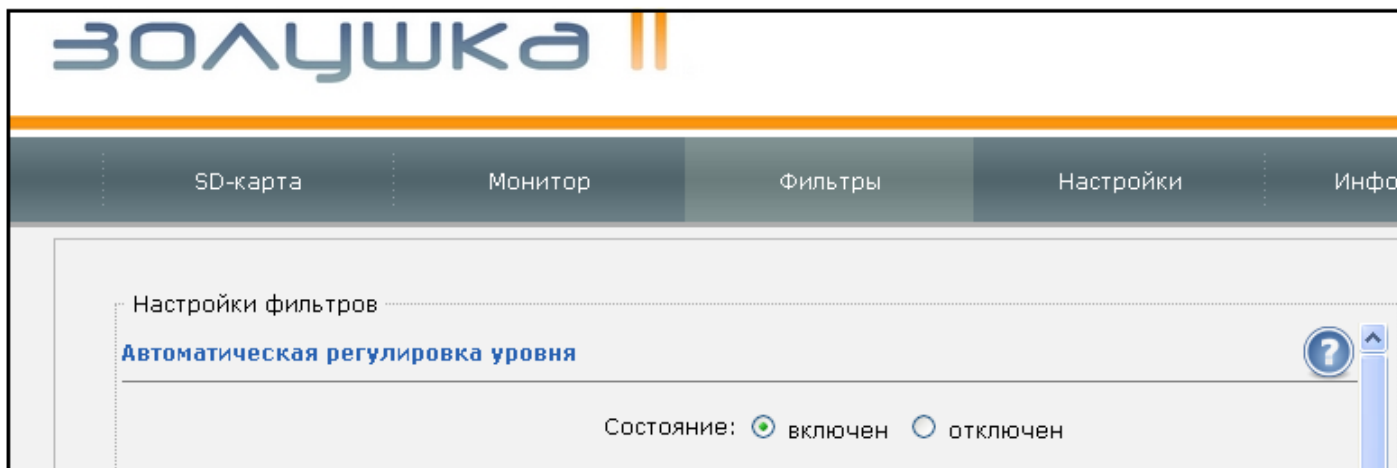 золушка II
SD-карта Монитор Фильтры Настройки Инфо
Настройки фильтров
Автоматическая регулировка уровня
?
Состояние: включен отключен